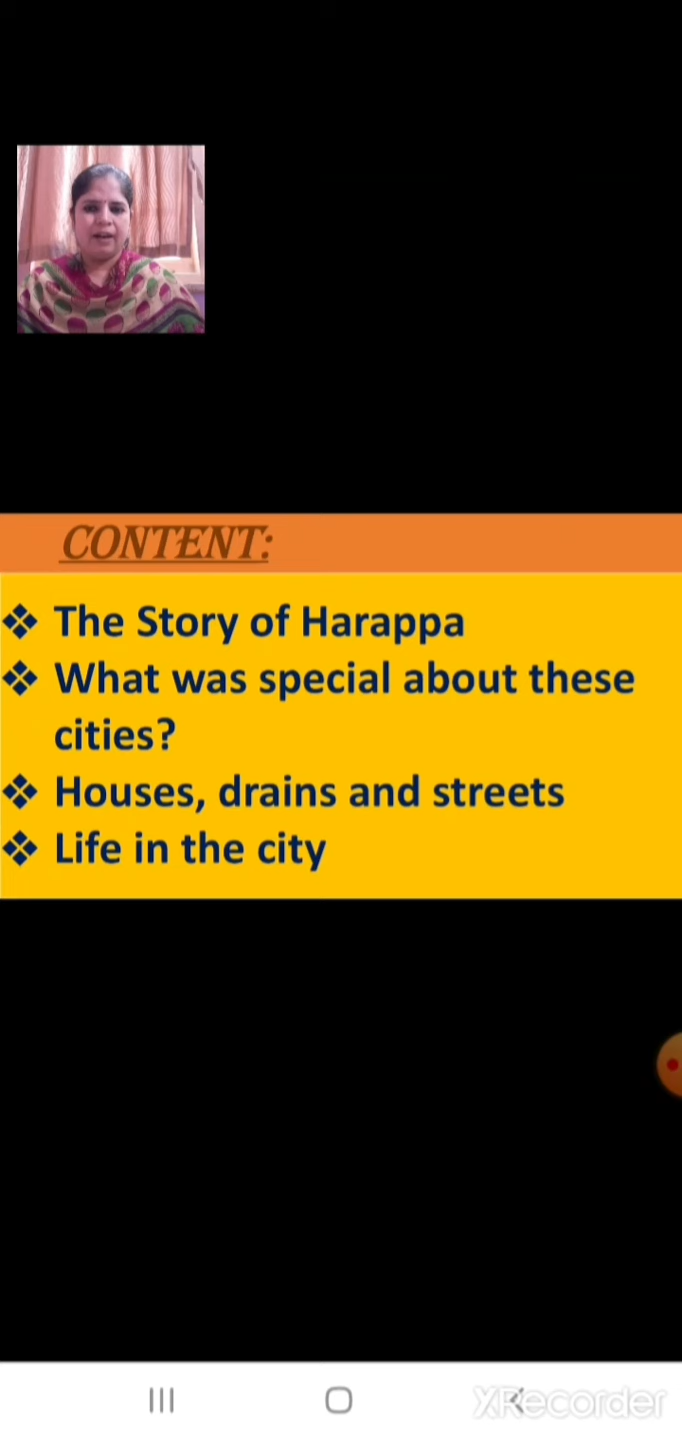 CONTENT:
❖ The Story of Harappa
❖ What was special about these
cities?
❖ Houses, drains and streets
❖ Life in the city
XRecorder